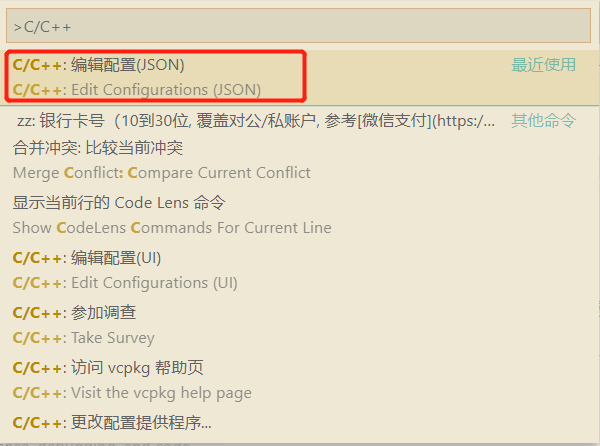 >C/C++
C/C++: 编辑配置(JSON) 最近使用
C/C++: Edit Configurations (JSON)
zz: 银行卡号（10到30位, 覆盖对公/私账户, 参考[微信支付](https:/... 其他命令
合并冲突: 比较当前冲突
Merge Conflict: Compare Current Conflict
显示当前行的 Code Lens 命令
Show CodeLens Commands For Current Line
C/C++: 编辑配置(UI)
C/C++: Edit Configurations (UI)
C/C++: 参加调查
C/C++: Take Survey
C/C++: 访问 vcpkg 帮助页
C/C++: Visit the vcpkg help page
C/C++: 更改配置提供程序...